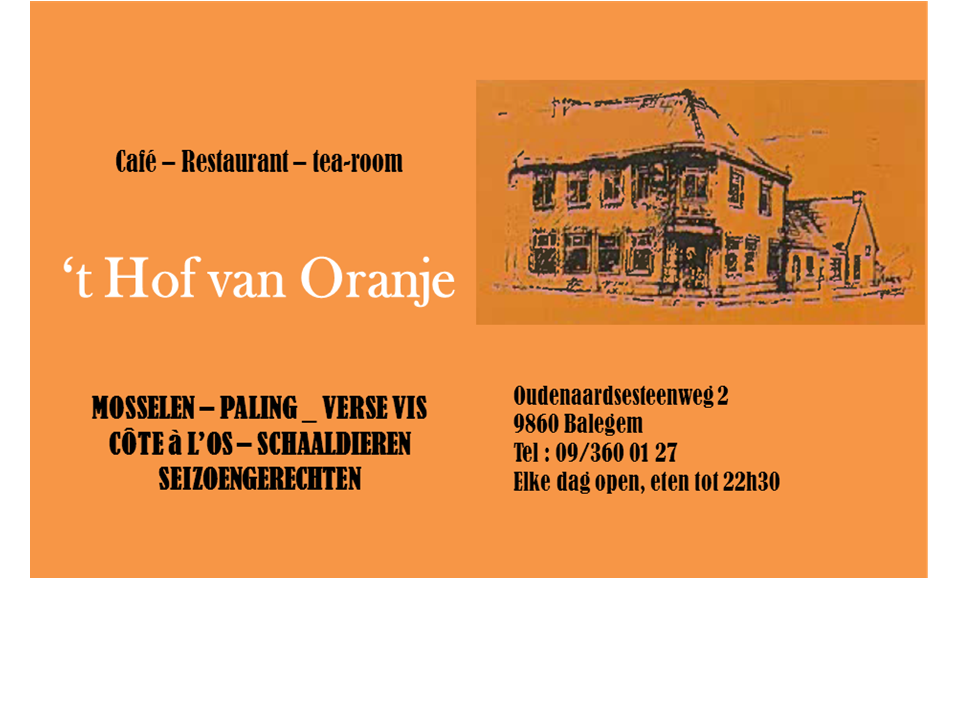 Café – Restaurant – tea-room
‘t Hof van Oranje
MOSSELEN – PALING _ VERSE VIS
CÔTE à L’OS – SCHAALDIEREN
SEIZOENGERECHTEN
Oudenaardsesteenweg 2
9860 Balegem
Tel : 09/360 01 27
Elke dag open, eten tot 22h30